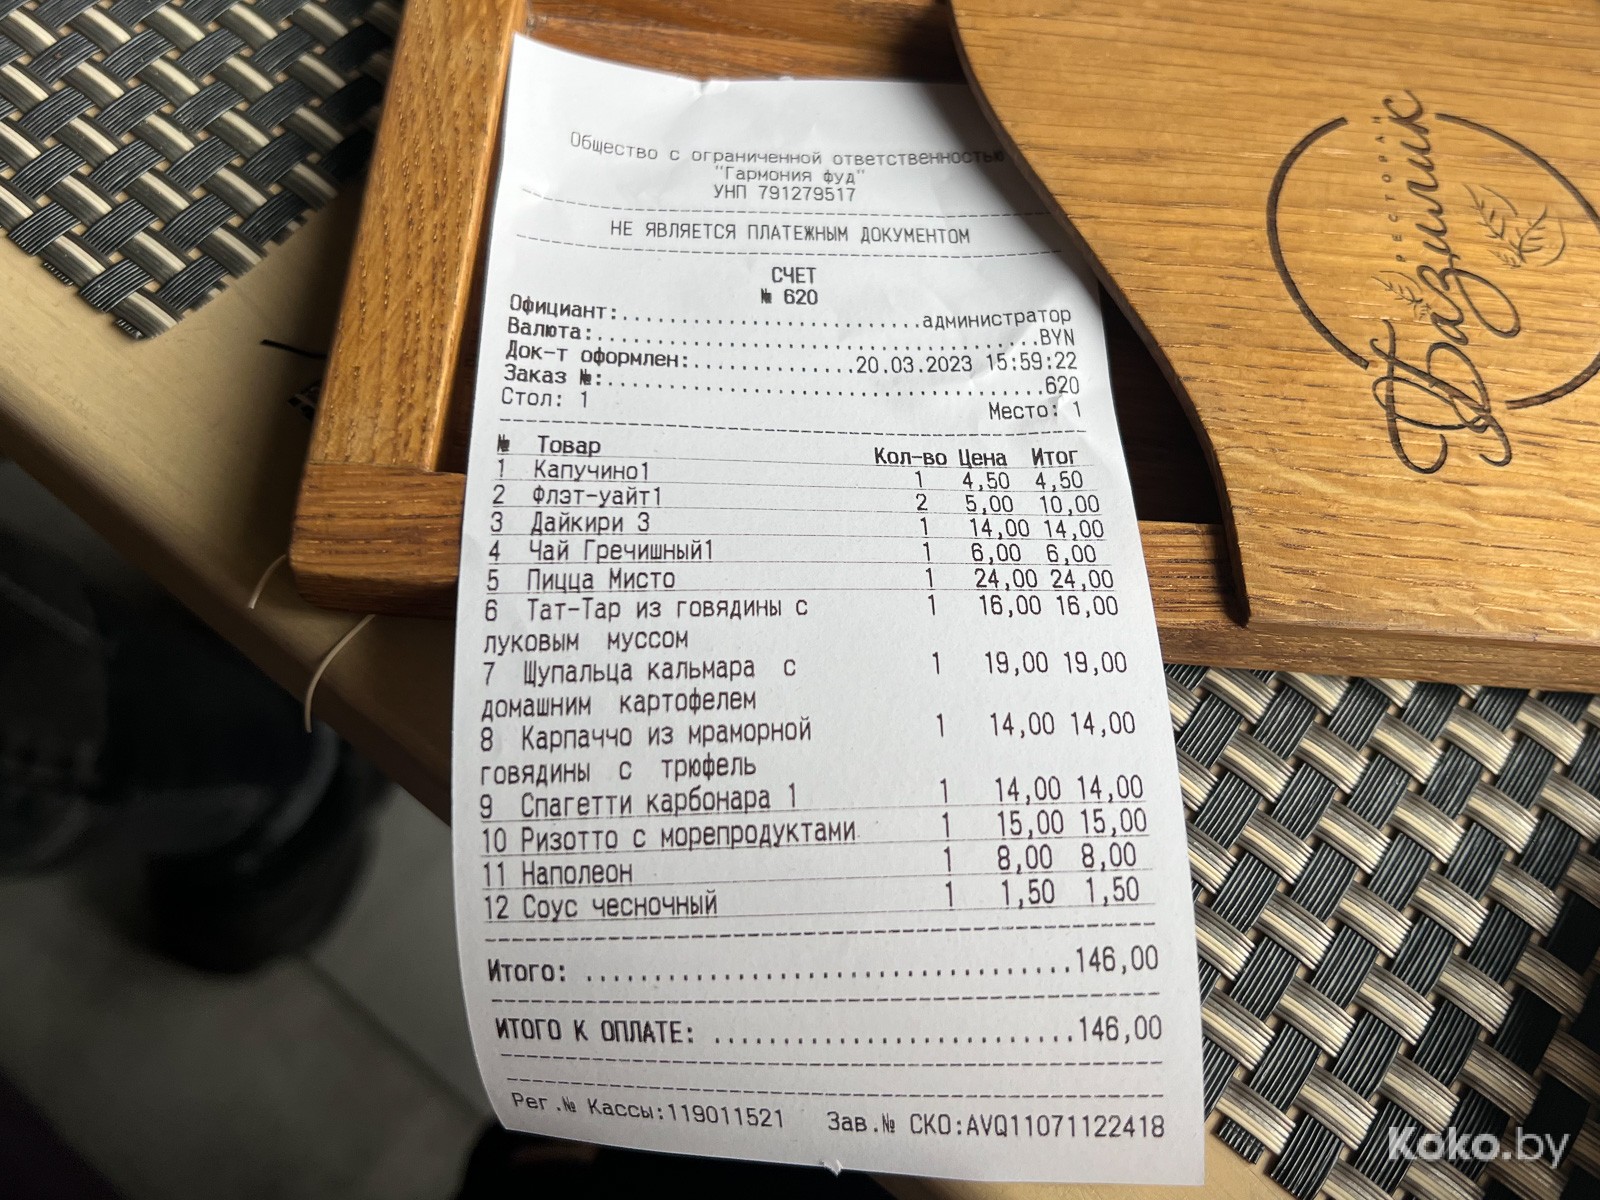 Общество с ограниченной ответственностью
"Гармония фуд"
УНП 791279517
НЕ ЯВЛЯЕТСЯ ПЛАТЕЖНЫМ ДОКУМЕНТОМ
СЧЕТ
№ 620
Официант:.........................администратор
Валюта:......................................BYN
Док-т оформлен:..............20.03.2023 15:59:22
Заказ №:.....................................620
Стол: 1 Место: 1
№ Товар Кол-во Цена Итог
1 Капучино1 1 4,50 4,50
2 Флэт-уайт1 2 5,00 10,00
3 Дайкири 3 1 14,00 14,00
4 Чай Гречишный1 1 6,00 6,00
5 Пицца Мисто 1 24,00 24,00
6 Тат-Тар из говядины с 1 16,00 16,00
луковым муссом
7 Щупальца кальмара с 1 19,00 19,00
домашним картофелем
8 Карпаччо из мраморной 1 14,00 14,00
говядины с трюфель
9 Спагетти карбонара 1 1 14,00 14,00
10 Ризотто с морепродуктами 1 15,00 15,00
11 Наполеон 1 8,00 8,00
12 Соус чесночный 1 1,50 1,50
Итого: ....................................146,00
ИТОГО К ОПЛАТЕ: ...........................146,00
Рег.№ Кассы:119011521 Зав.№ СКО:AVQ11071122418
РЕСТОРАН
Базилик
Koko.by